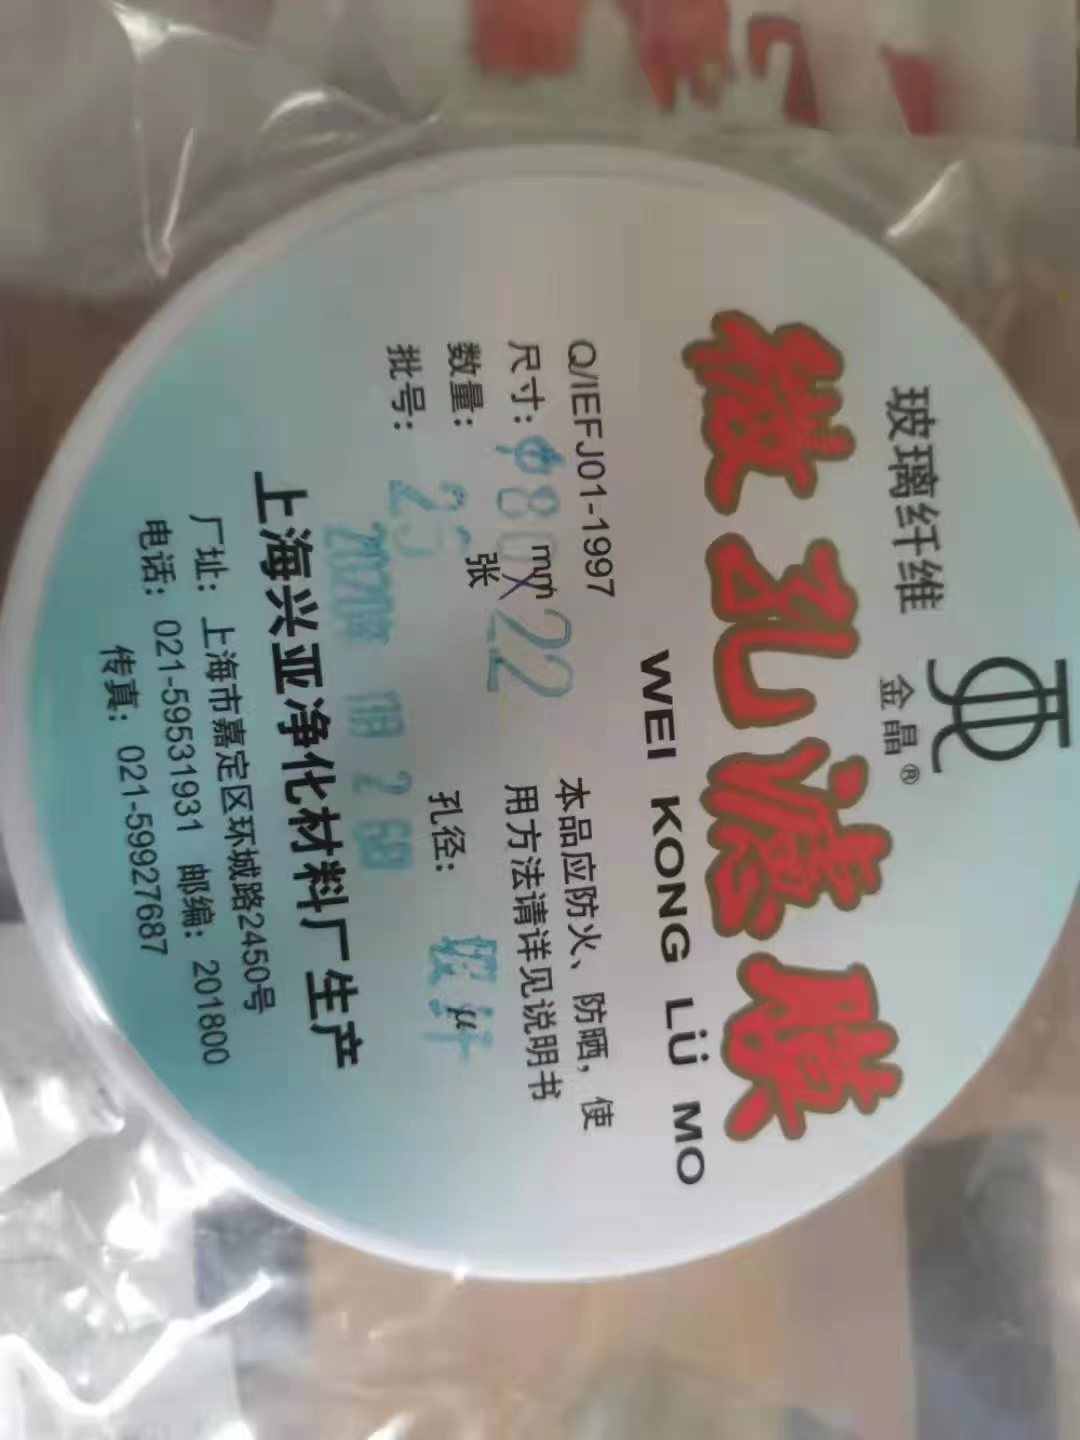 金晶®
玻璃纤维
微孔滤膜
WEI KONG LÜ MO
Q/IEFJ01-1997
尺寸：φ80mm×22
数量：25张
批号：
本品应防火、防晒，使
用方法请详见说明书
孔径：
上海兴亚净化材料厂生产
厂址：上海市嘉定区环城路2450号
电话：021-59531931 邮编：201800
传真：021-59927687